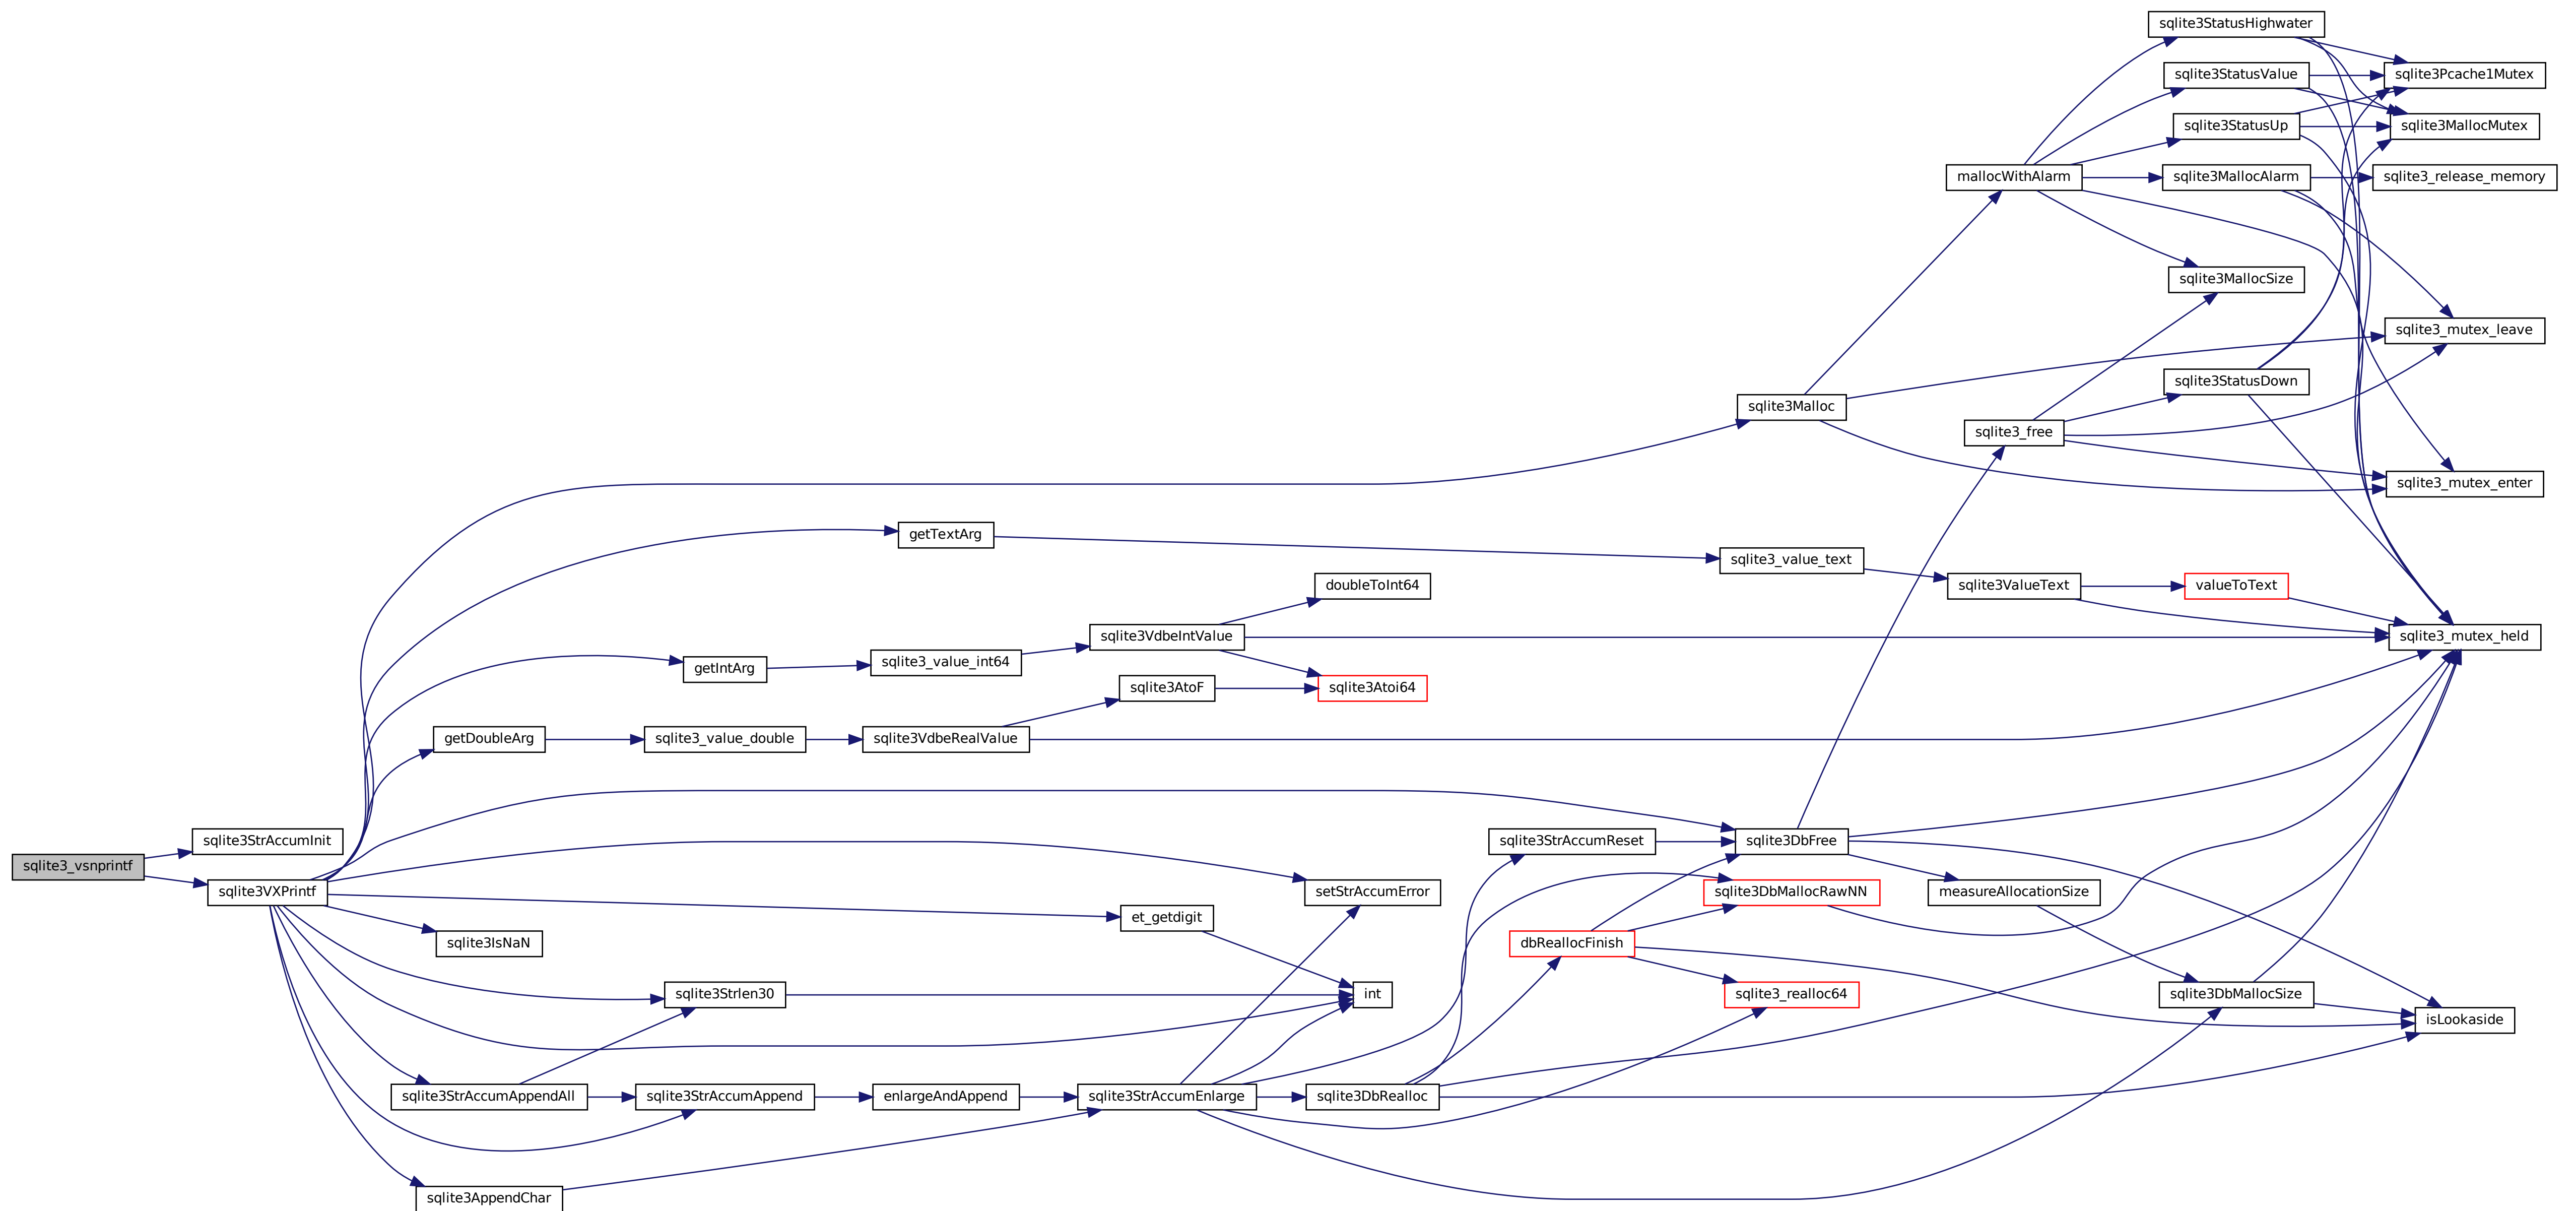 sqlite3StatusHighwater
sqlite3StatusValue
sqlite3Pcache1Mutex
sqlite3StatusUp
sqlite3MallocMutex
mallocWithAlarm
sqlite3MallocAlarm
sqlite3_release_memory
sqlite3MallocSize
sqlite3_mutex_leave
sqlite3StatusDown
sqlite3Malloc
sqlite3_free
sqlite3_mutex_enter
getTextArg
sqlite3_value_text
doubleToInt64
sqlite3ValueText
valueToText
sqlite3VdbeIntValue
sqlite3_mutex_held
getIntArg
sqlite3_value_int64
sqlite3AtoF
sqlite3Atoi64
getDoubleArg
sqlite3_value_double
sqlite3VdbeRealValue
sqlite3StrAccumInit
sqlite3StrAccumReset
sqlite3DbFree
sqlite3_vsnprintf
sqlite3VXPrintf
setStrAccumError
sqlite3DbMallocRawNN
measureAllocationSize
et_getdigit
sqlite3IsNaN
dbReallocFinish
sqlite3Strlen30
int
sqlite3_realloc64
sqlite3DbMallocSize
isLookaside
sqlite3StrAccumAppendAll
sqlite3StrAccumAppend
enlargeAndAppend
sqlite3StrAccumEnlarge
sqlite3DbRealloc
sqlite3AppendChar